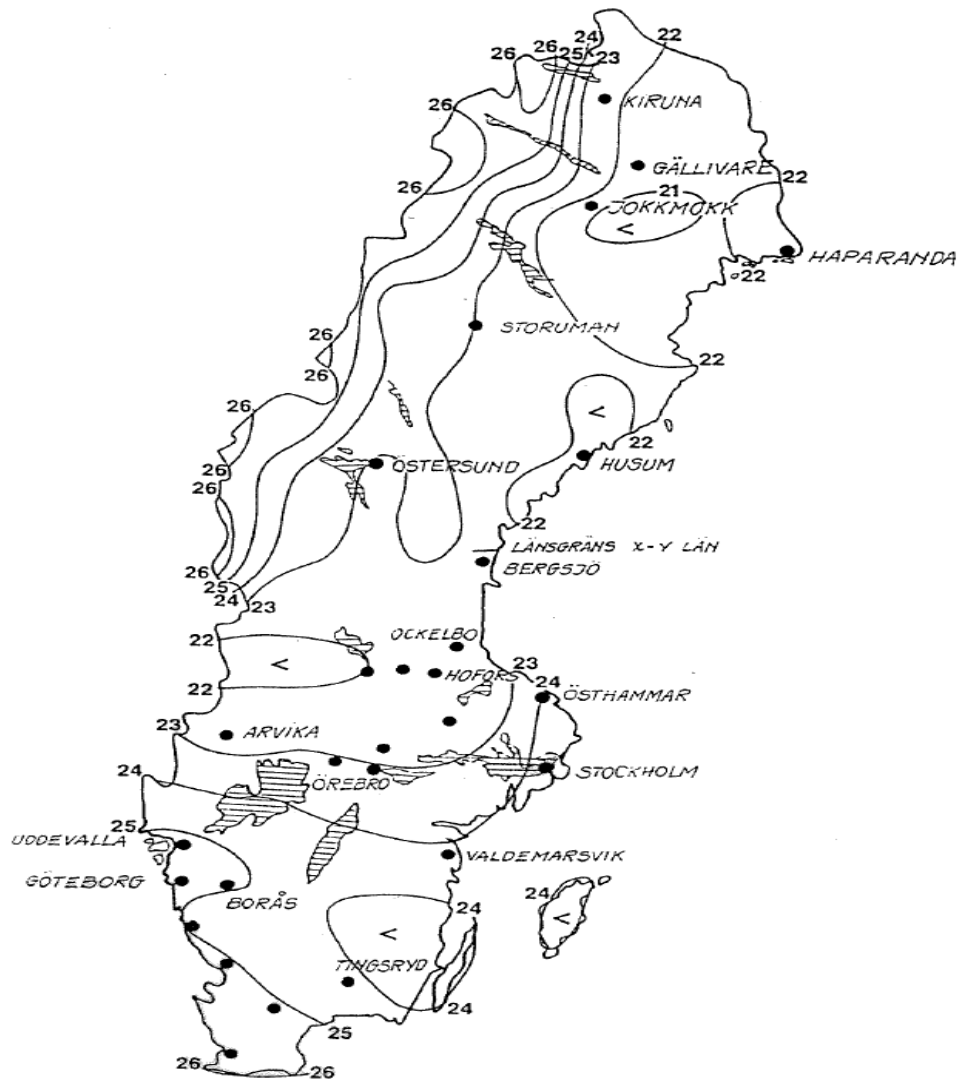 24
22
26
26
25
23
26
KIRUNA
GÄLLIVARE
22
26
21
JOKKMOKK
<
HAPARANDA
22
STORUMAN
26
26
22
26
<
22
ÖSTERSUND
HUSUM
26
26
22
LÄNSGRÄNS X-Y LÄN
BERGSJÖ
26
25
24
23
22
OCKELBO
<
HOFORS
23
22
24
ÖSTHAMMAR
23
ARVIKA
24
ÖREBRO
STOCKHOLM
25
UDDEVALLA
VALDEMARSVIK
GÖTEBORG
BORÅS
24
24
<
<
TINGSRYD
24
25
26
26